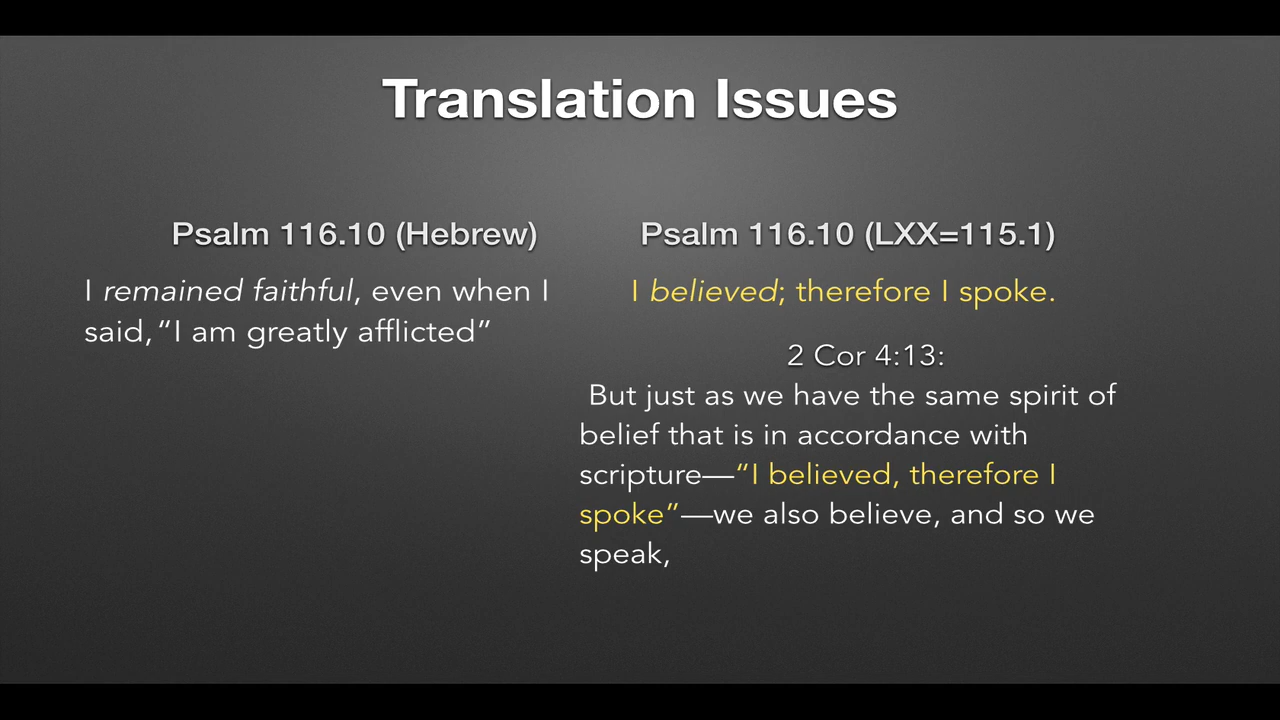 Translation Issues
Psalm 116.10 (Hebrew)
I remained faithful, even when I
said, “I am greatly afflicted”
Psalm 116.10 (LXX=115.1)
I believed; therefore I spoke.
2 Cor 4:13:
But just as we have the same spirit of
belief that is in accordance with
scripture—“I believed, therefore I
spoke”—we also believe, and so we
speak,